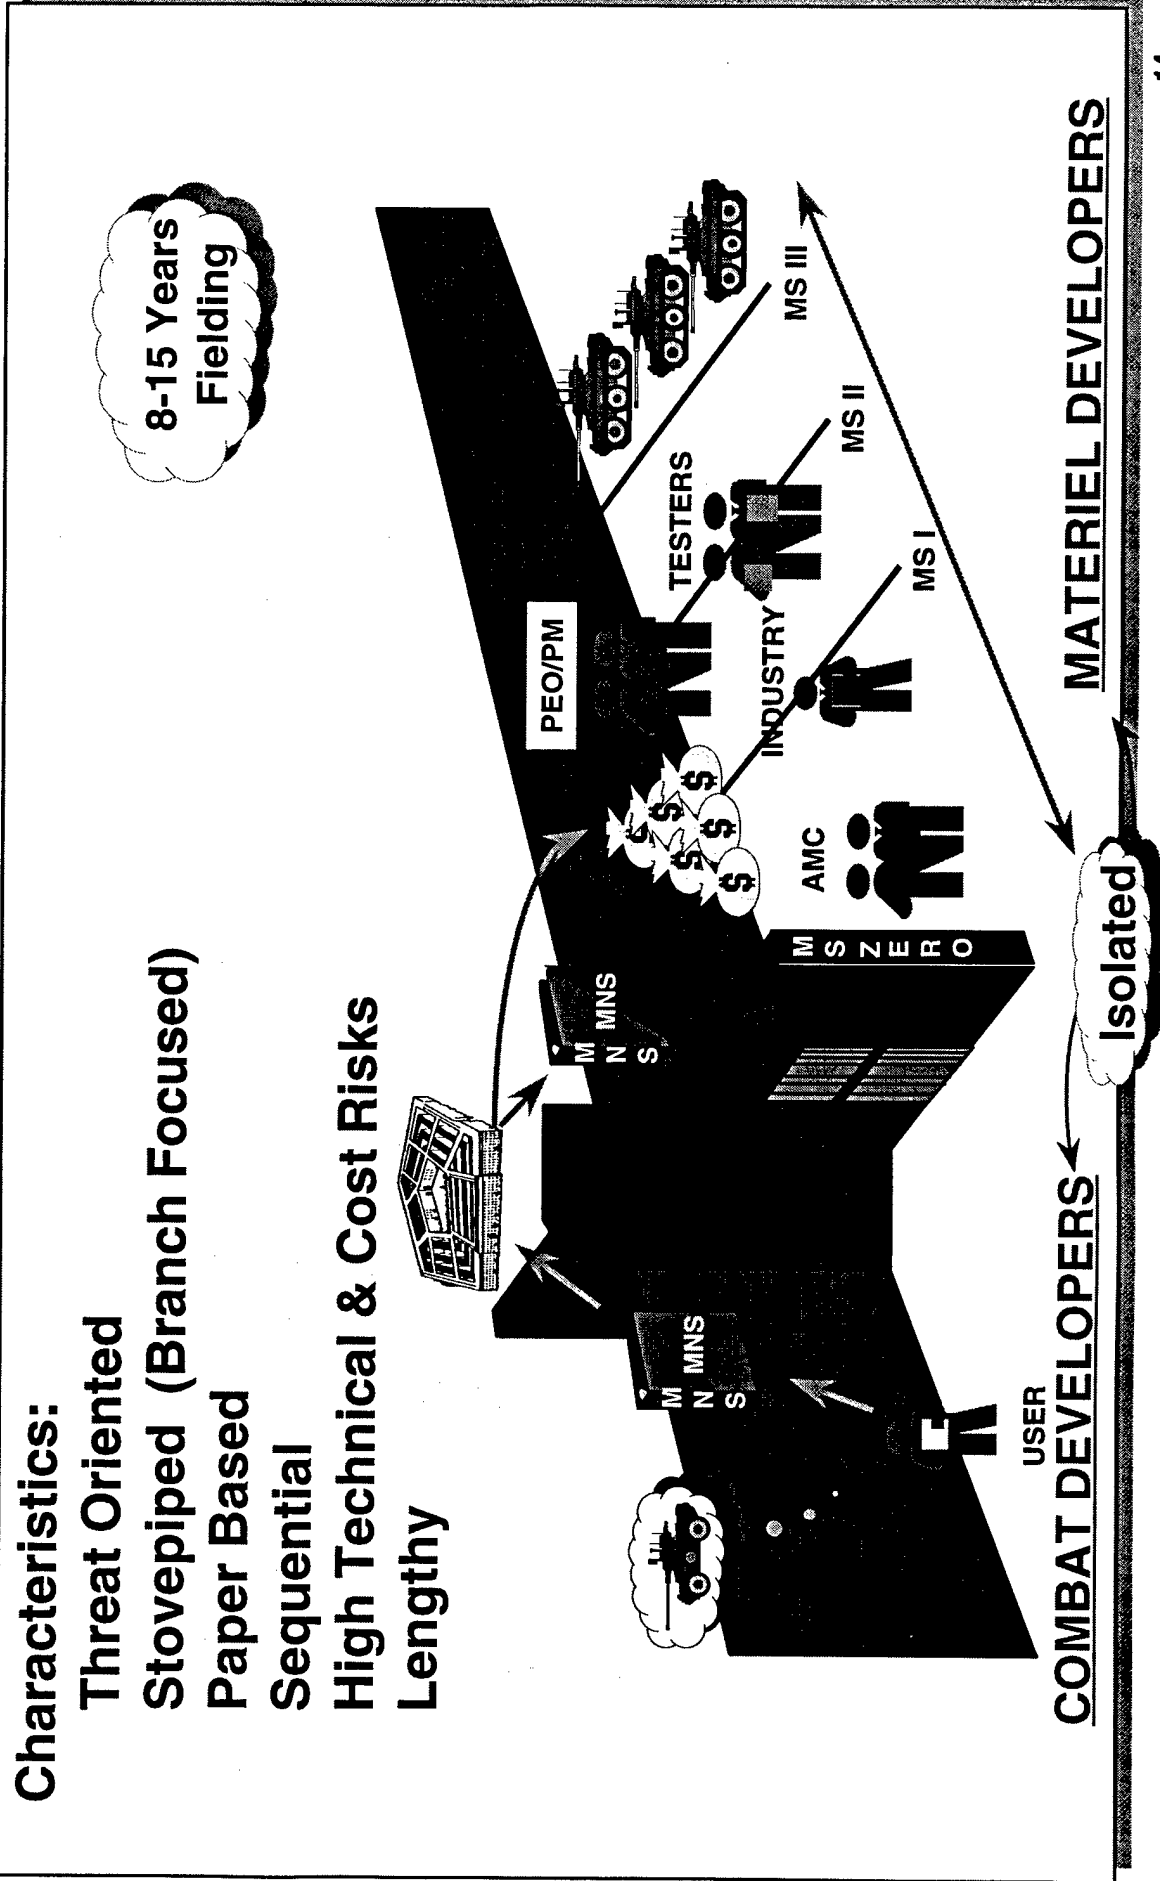 Characteristics:
Threat Oriented
Stovepiped (Branch Focused)
Paper Based
Sequential
High Technical & Cost Risks
Lengthy
8-15 Years
Fielding
MNS
MNS
MNS
MNS
PEO/PM
$
$
$
$
$
$
TESTERS
INDUSTRY
AMC
MS ZERO
MS I
MS II
MS III
USER
COMBAT DEVELOPERS
Isolated
MATERIEL DEVELOPERS